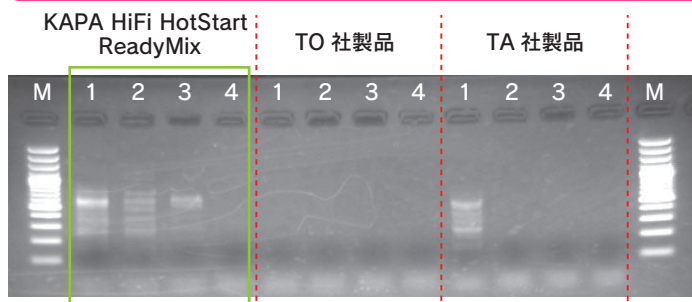 KAPA HiFi HotStart
ReadyMix
TO 社製品
TA 社製品
M 1 2 3 4 1 2 3 4 1 2 3 4 M